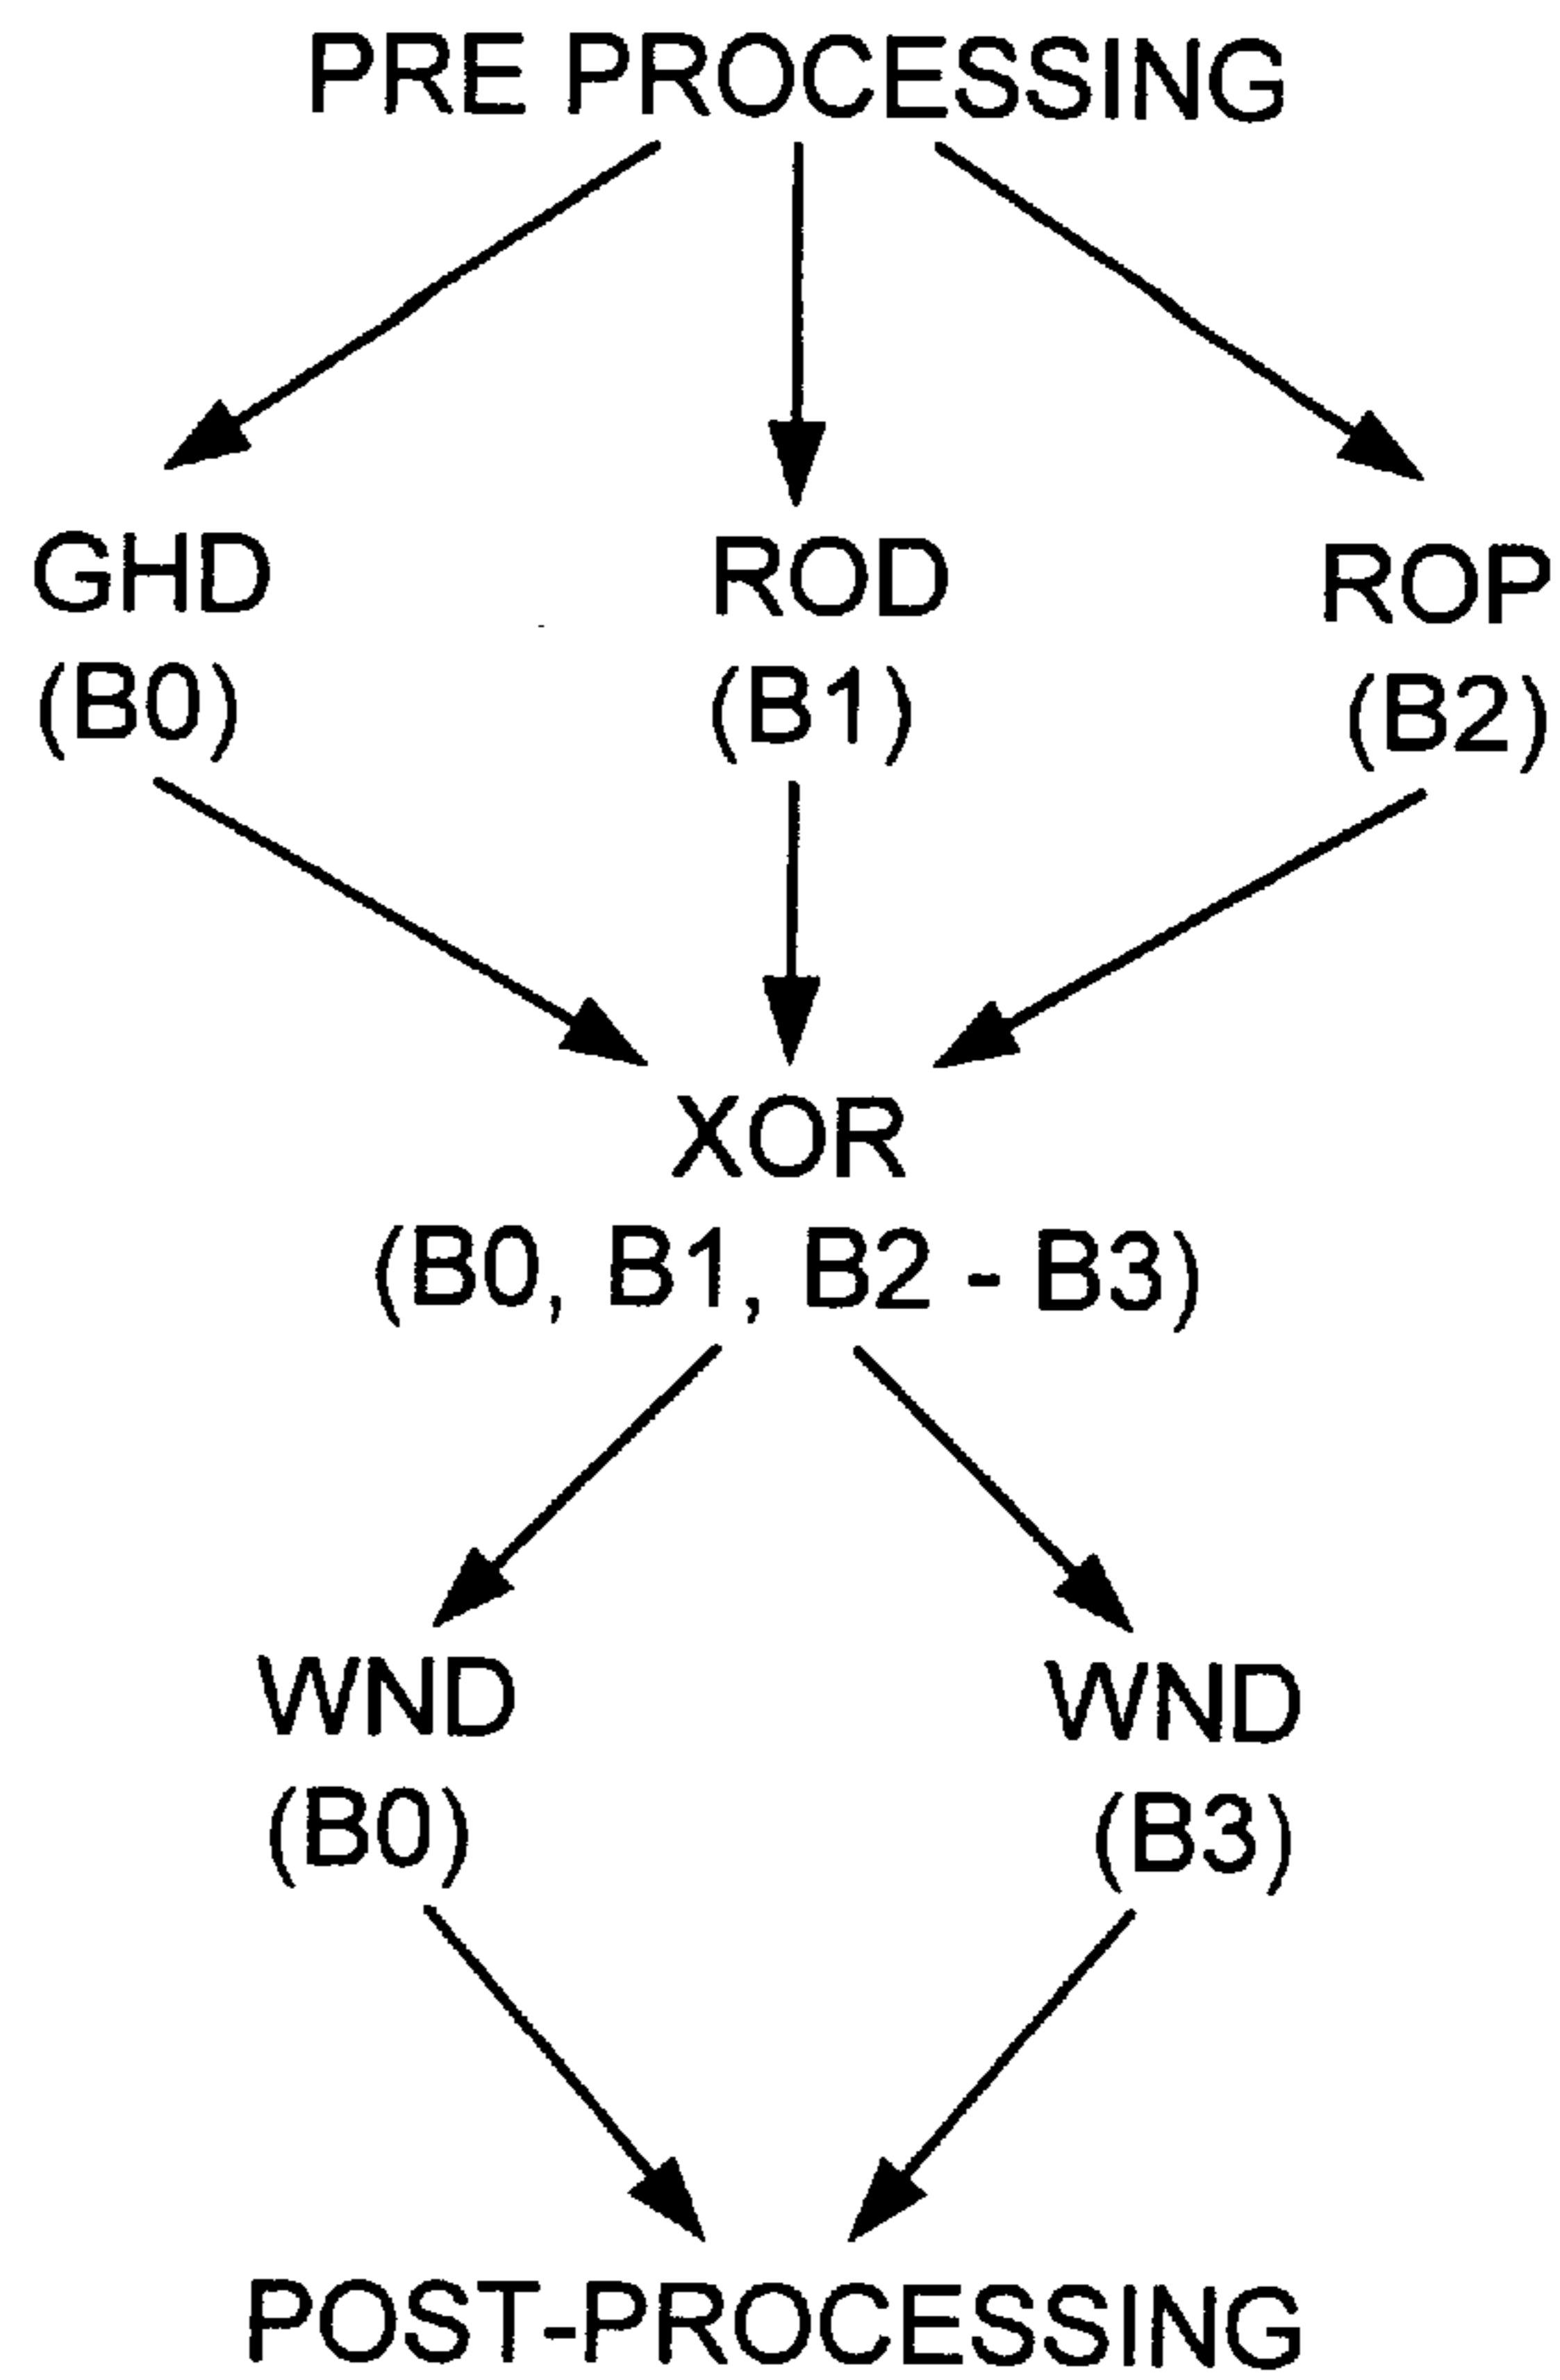 PRE PROCESSING
GHD ROD ROP
(B0) (B1) (B2)
XOR
(B0, B1, B2 - B3)
WND WND
(B0) (B3)
POST-PROCESSING